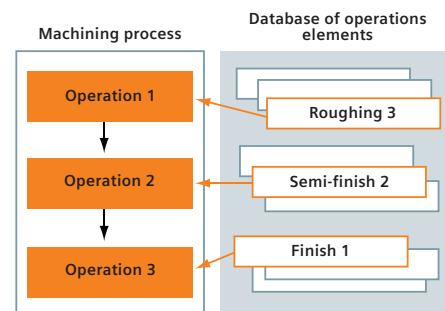 Machining process
Database of operations
elements
Operation 1
Roughing 3
Operation 2
Semi-finish 2
Operation 3
Finish 1